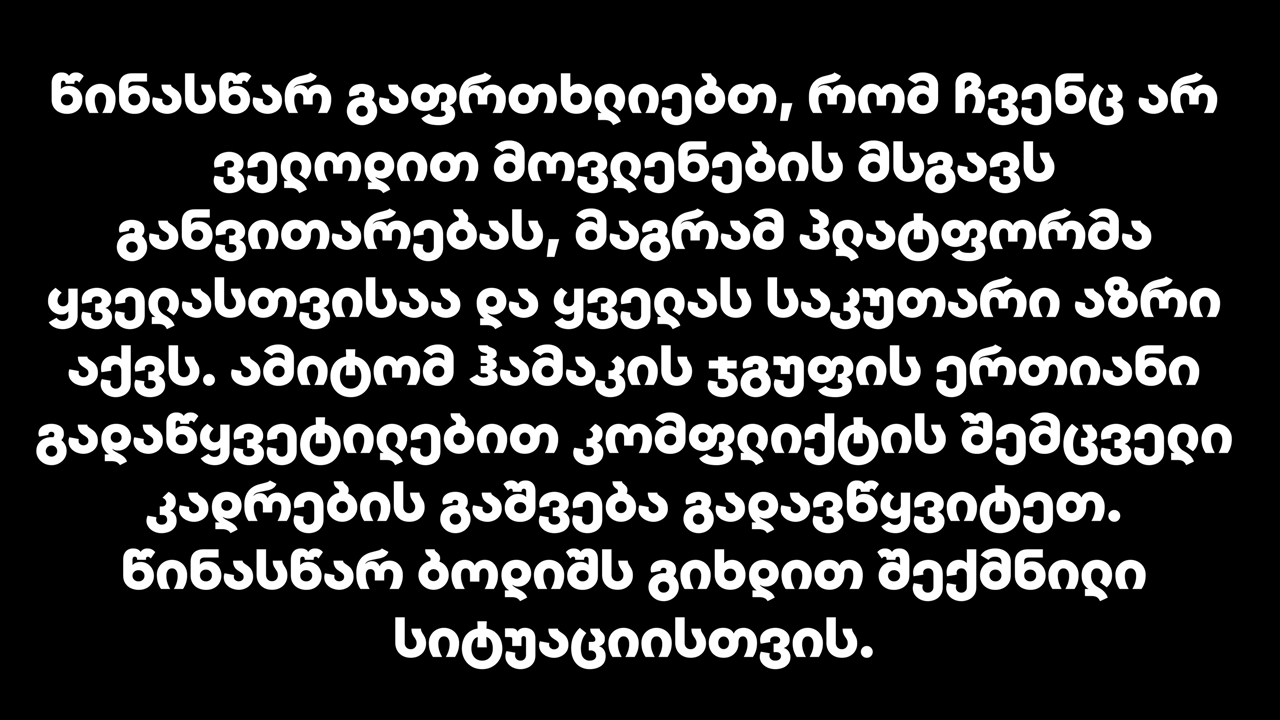 წინასწარ გაფრთხლიებთ, რომ ჩვენც არ
ველოდით მოვლენების მსგავს
განვითარებას, მაგრამ პლატფორმა
ყველასთვისაა და ყველას საკუთარი აზრი
აქვს. ამიტომ ჰამაკის ჯგუფის ერთიანი
გადაწყვეტილებით კომფლიქტის შემცველი
კადრების გაშვება გადავწყვიტეთ.
წინასწარ ბოდიშს გიხდით შექმნილი
სიტუაციისთვის.